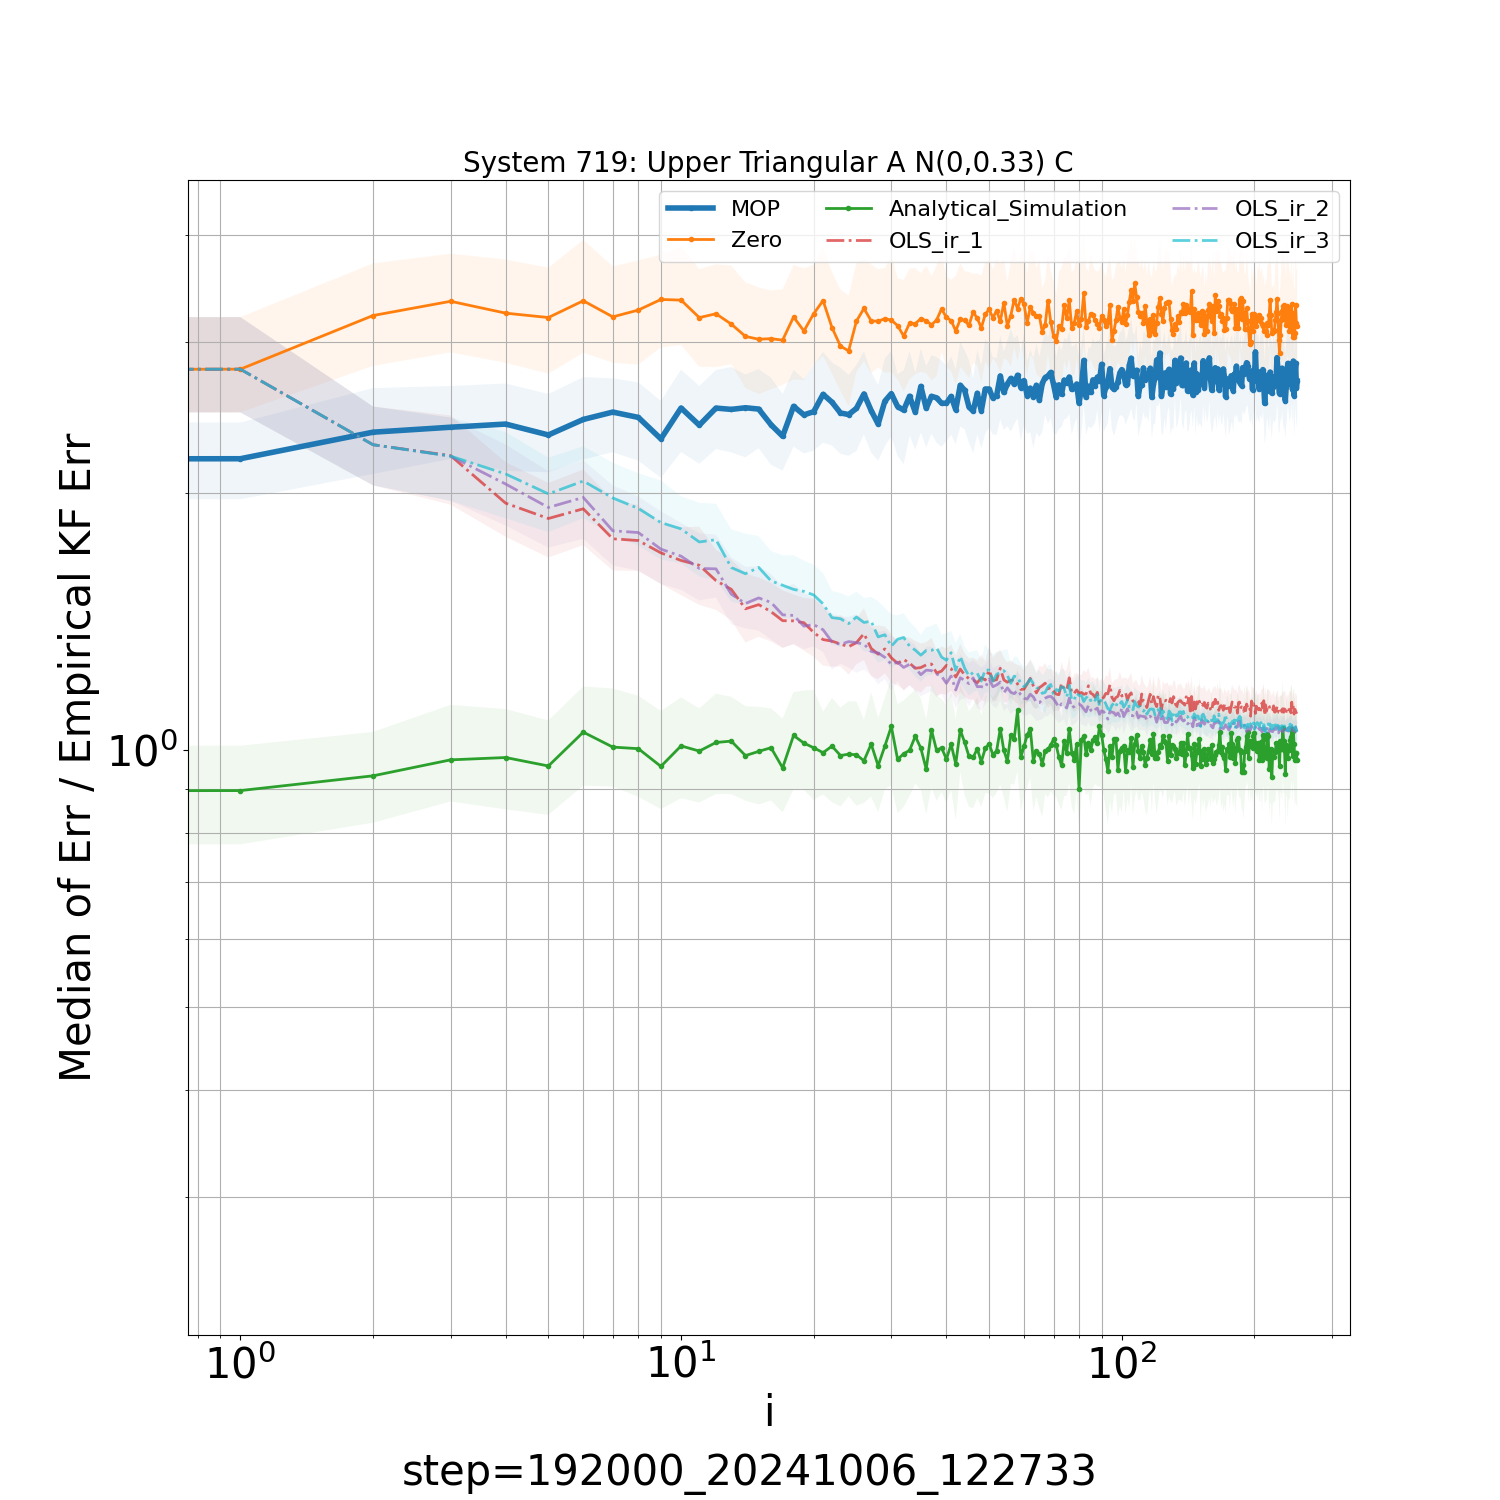 System 719: Upper Triangular A N(0,0.33) C
MOP
Zero
Analytical_Simulation
OLS_ir_1
OLS_ir_2
OLS_ir_3
Median of Err / Empirical KF Err
10⁰
10⁰ 10¹ 10²
i
step=192000_20241006_122733